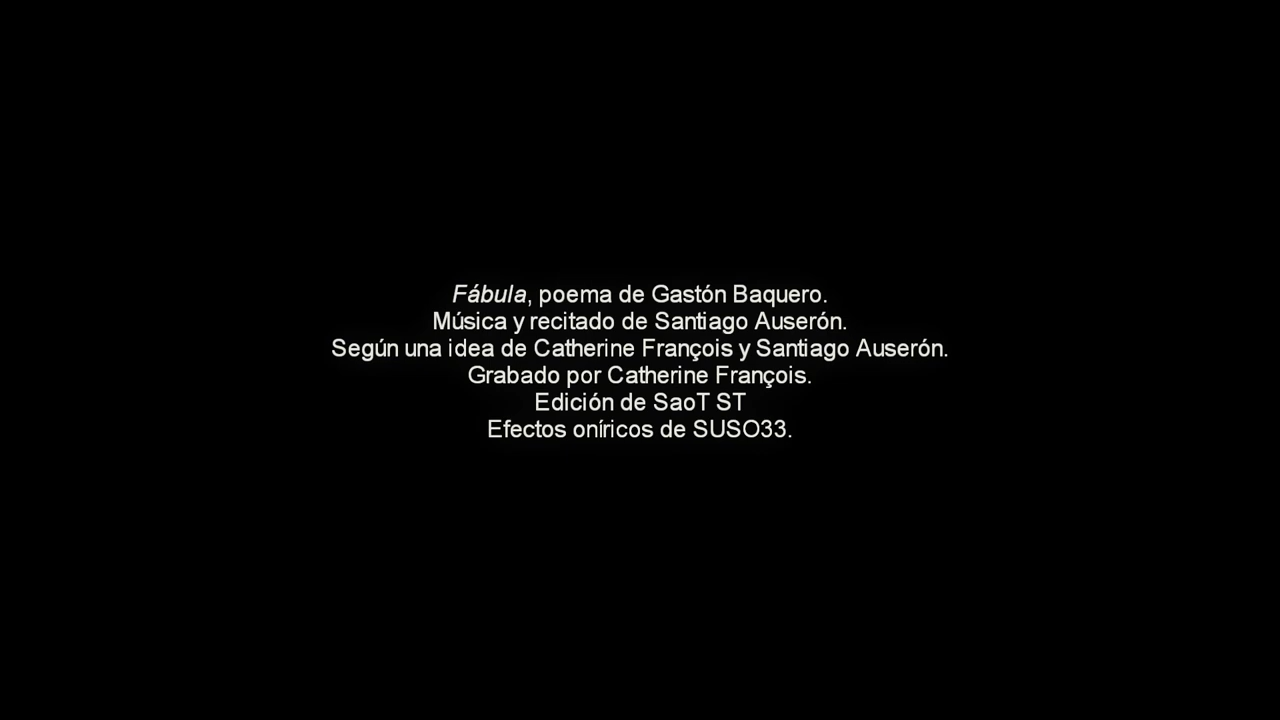 Fábula, poema de Gastón Baquero.
Música y recitado de Santiago Auserón.
Según una idea de Catherine François y Santiago Auserón.
Grabado por Catherine François.
Edición de SaoT ST
Efectos oníricos de SUSO33.